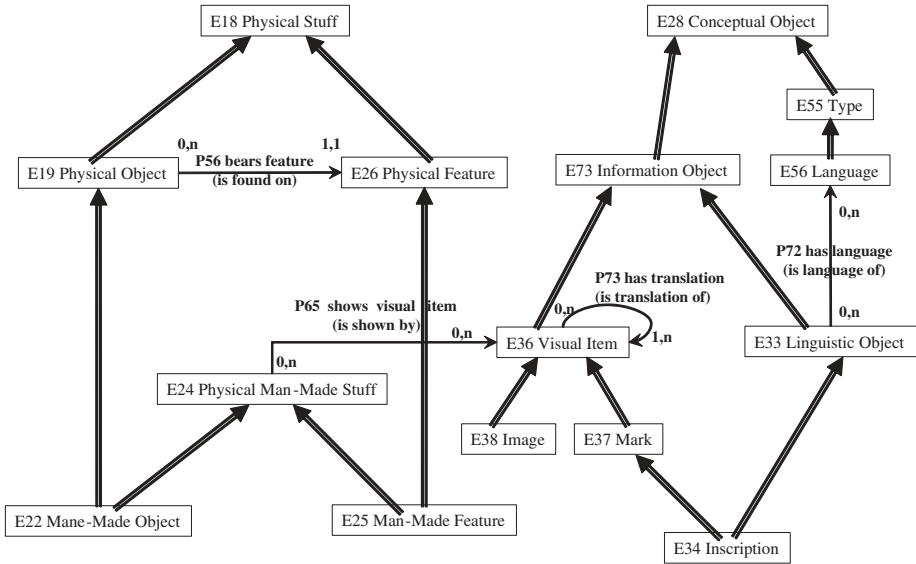 E18 Physical Stuff
E28 Conceptual Object
E55 Type
0,n
1,1
P56 bears feature
(is found on)
E19 Physical Object
E26 Physical Feature
E73 Information Object
E56 Language
0,n
P72 has language
(is language of)
P73 has translation
(is translation of)
P65 shows visual item
(is shown by)
0,n
0,n
0,n
1,n
0,n
E36 Visual Item
E33 Linguistic Object
0,n
E24 Physical Man-Made Stuff
E38 Image
E37 Mark
E22 Mane-Made Object
E25 Man-Made Feature
E34 Inscription